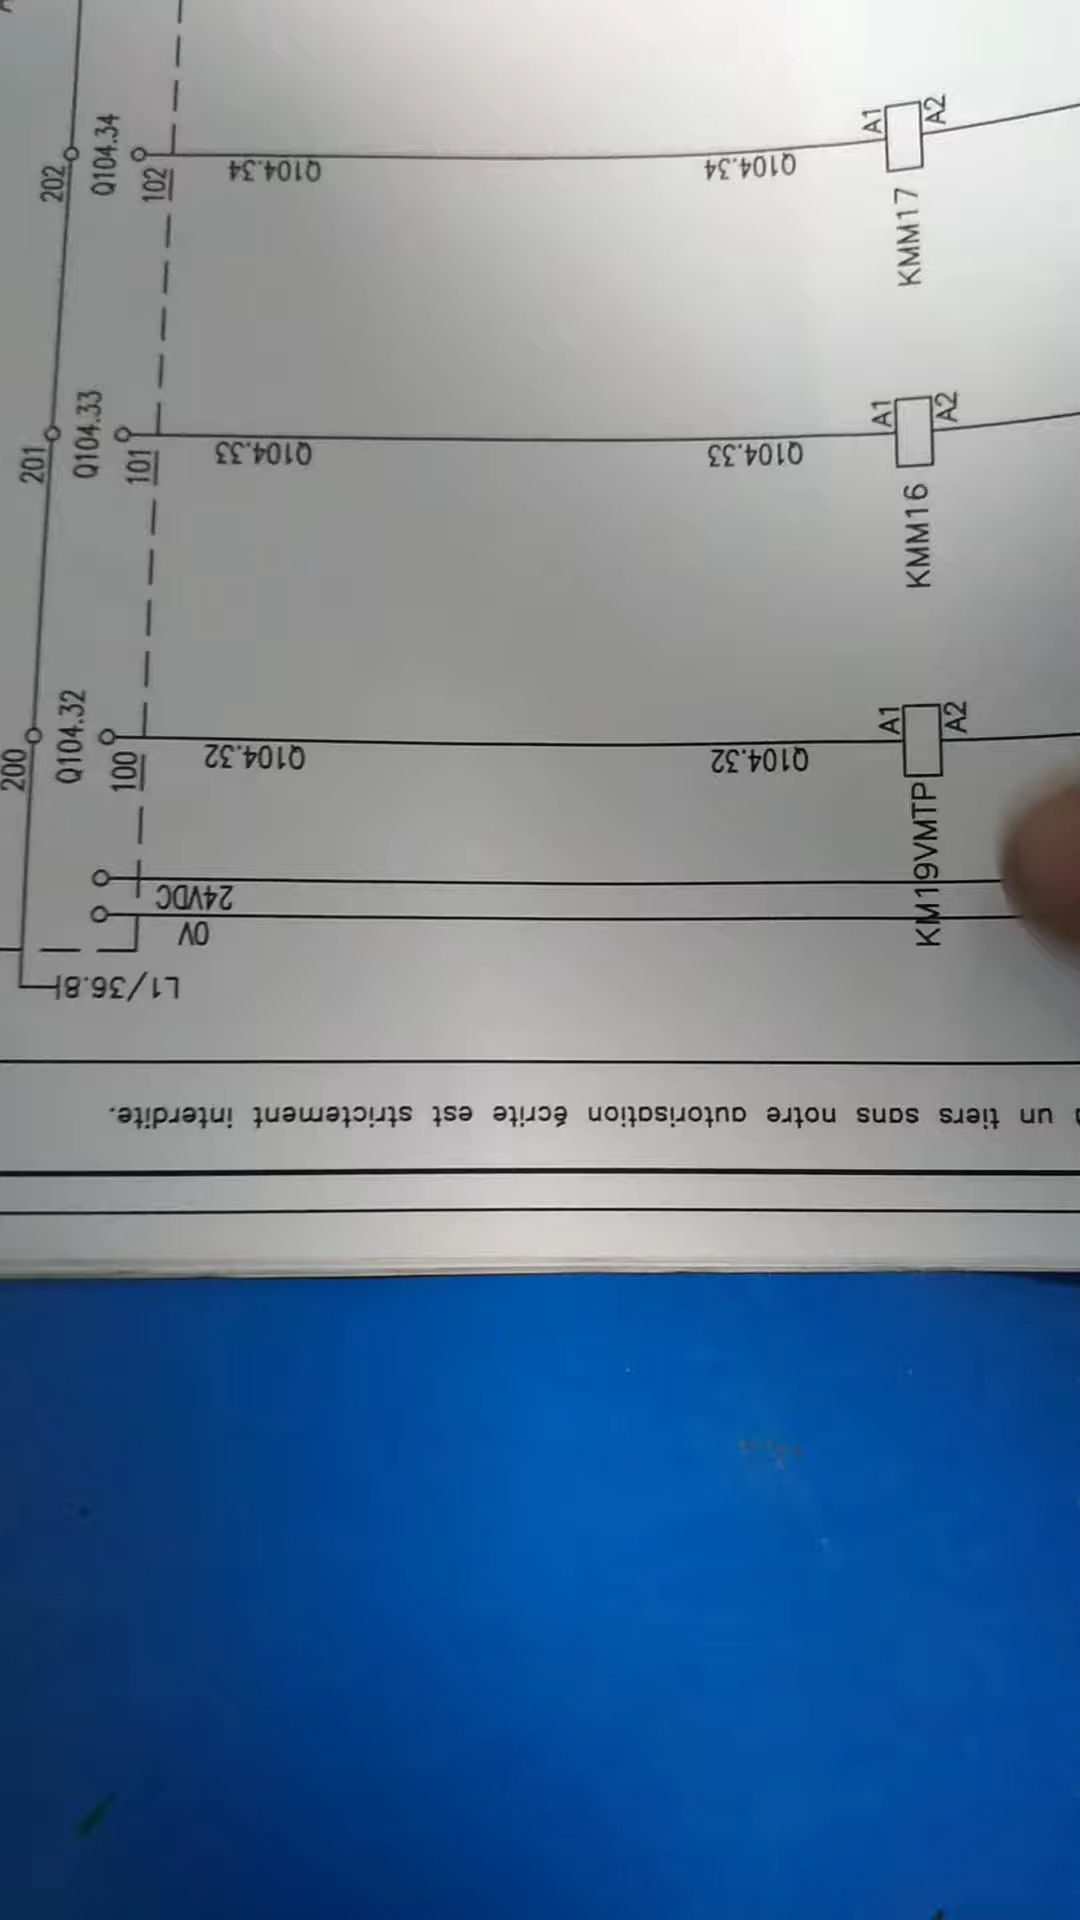 202
Q104.34
102
Q104.34
Q104.34
A1
A2
KMM17
201
Q104.33
101
Q104.33
Q104.33
A1
A2
KMM16
200
Q104.32
100
Q104.32
Q104.32
A1
A2
KM19VMTP
24VDC
0V
L1/36.8
un tiers sans notre autorisation écrite est strictement interdite.